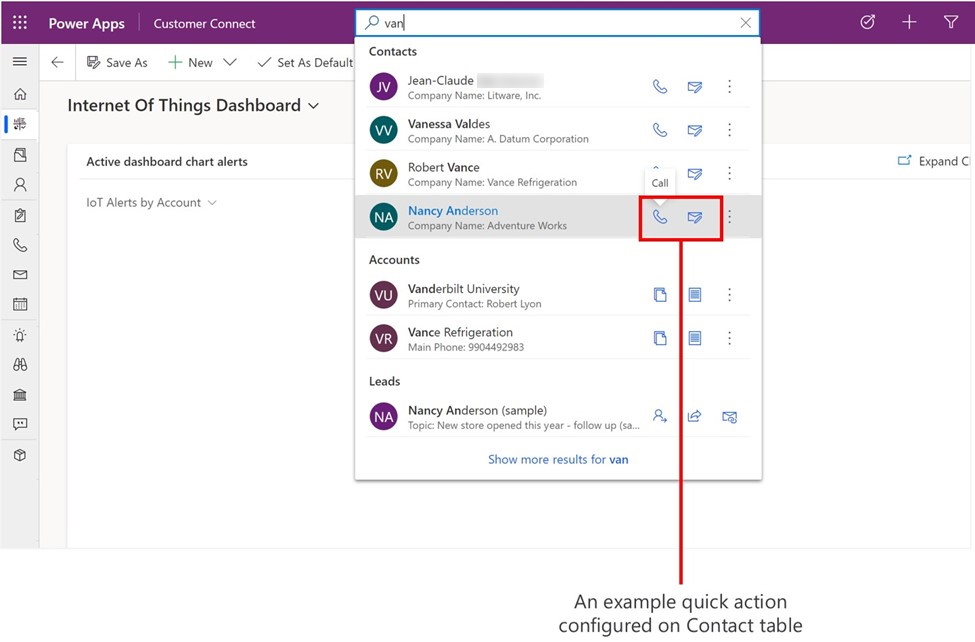 Power Apps
Customer Connect
van
Save As
New
Set As Default
Internet Of Things Dashboard
Active dashboard chart alerts
Expand C
IoT Alerts by Account
Contacts
JV
Jean-Claude
Company Name: Litware, Inc.
VV
Vanessa Valdes
Company Name: A. Datum Corporation
RV
Robert Vance
Company Name: Vance Refrigeration
Call
NA
Nancy Anderson
Company Name: Adventure Works
Accounts
VU
Vanderbilt University
Primary Contact: Robert Lyon
VR
Vance Refrigeration
Main Phone: 9904492983
Leads
NA
Nancy Anderson (sample)
Topic: New store opened this year - follow up (sa...
Show more results for van
An example quick action
configured on Contact table